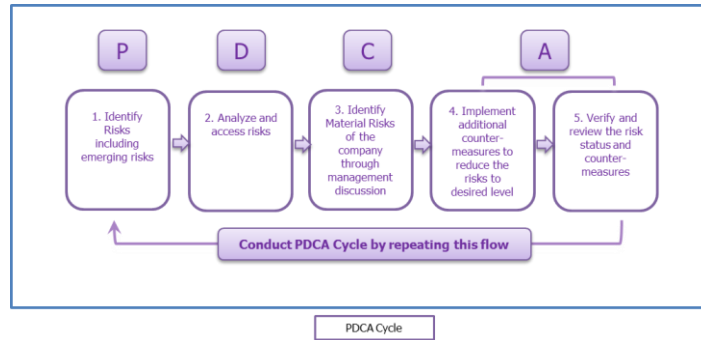 P
D
C
A
1. Identify
Risks
including
emerging risks
2. Analyze and
access risks
3. Identify
Material Risks
of the
company
through
management
discussion
4. Implement
additional
counter-
measures to
reduce the
risks to
desired level
5. Verify and
review the risk
status and
counter-
measures
Conduct PDCA Cycle by repeating this flow
PDCA Cycle